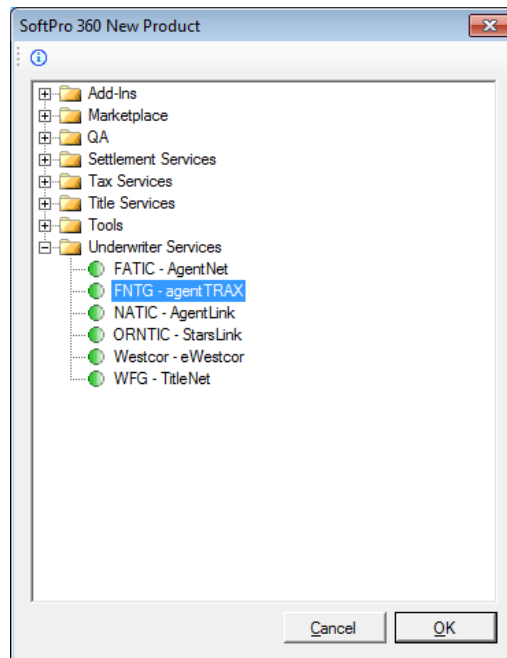 SoftPro 360 New Product
Add-Ins
Marketplace
QA
Settlement Services
Tax Services
Title Services
Tools
Underwriter Services
FATIC - AgentNet
FNTG - agentTRAX
NATIC - AgentLink
ORNTIC - StarsLink
Westcor - eWestcor
WFG - TitleNet
Cancel
OK